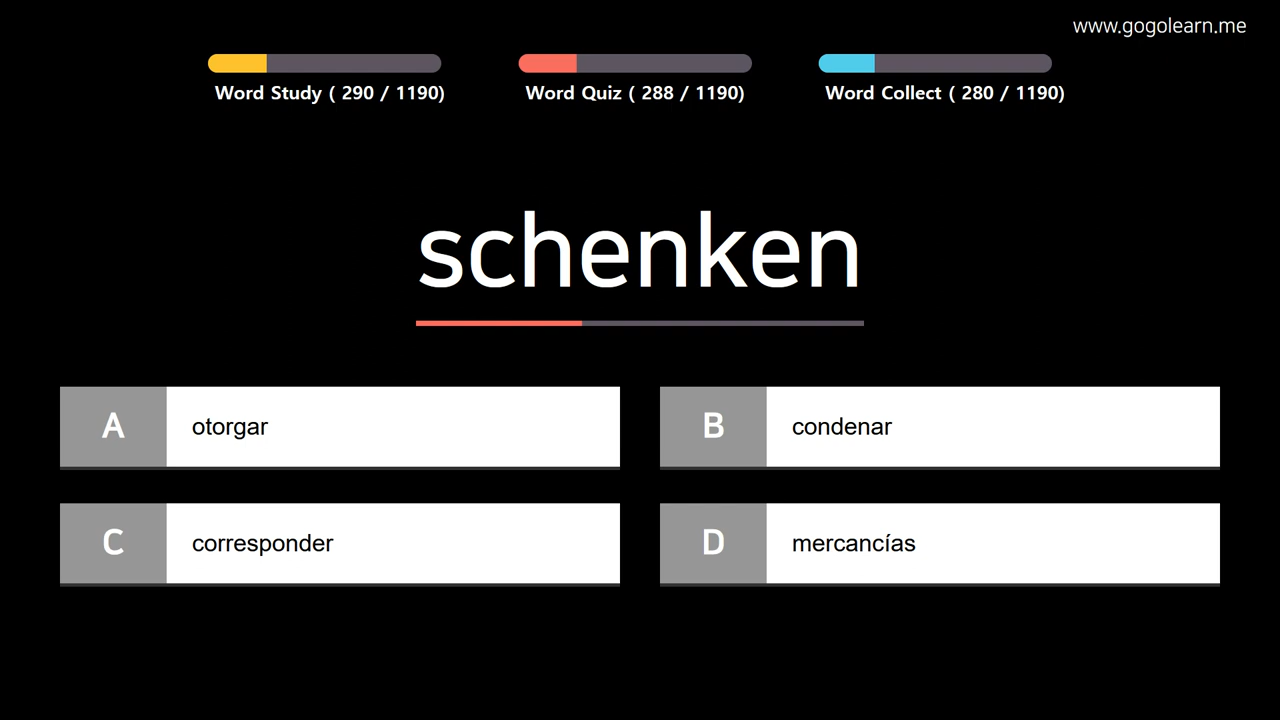 www.gogolearn.me
Word Study ( 290 / 1190)
Word Quiz ( 288 / 1190)
Word Collect ( 280 / 1190)
schenken
A otorgar
B condenar
C corresponder
D mercancías